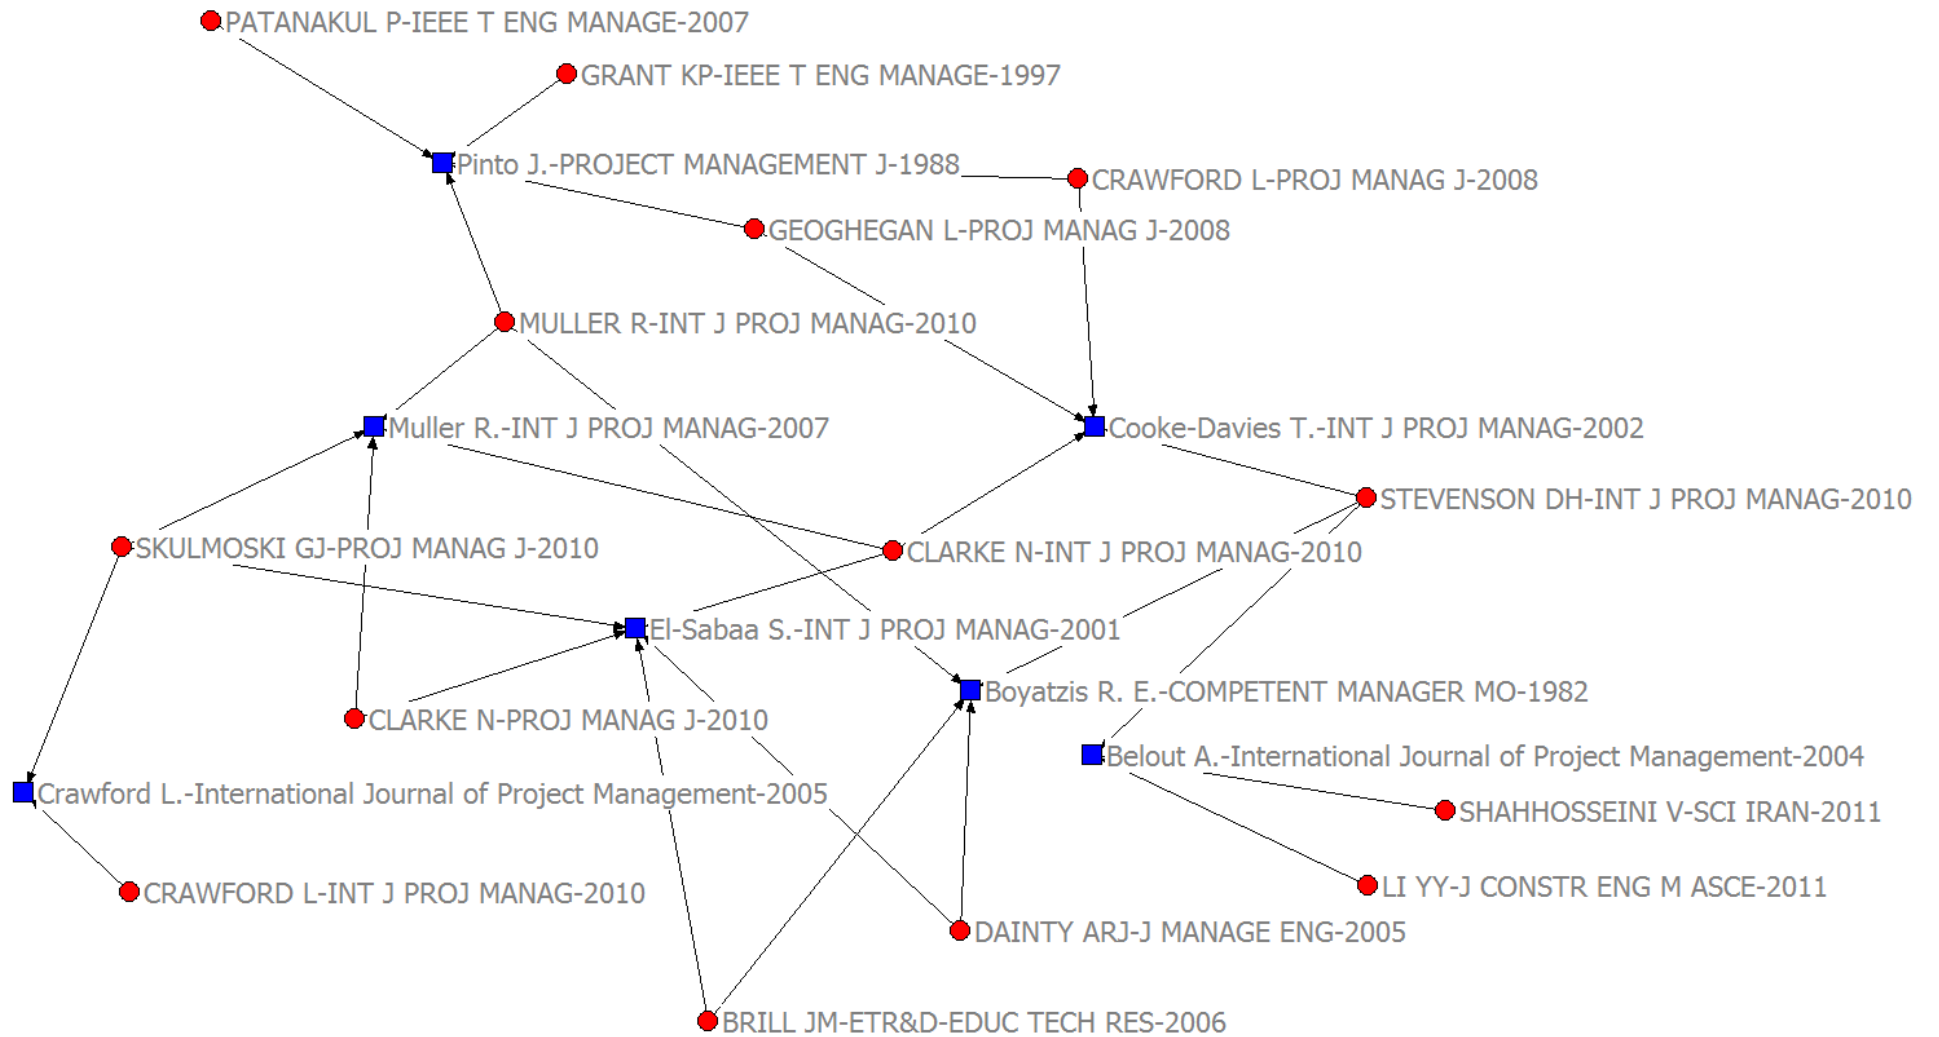 PATANAKUL P-IEEE T ENG MANAGE-2007
GRANT KP-IEEE T ENG MANAGE-1997
Pinto J.-PROJECT MANAGEMENT J-1988
CRAWFORD L-PROJ MANAG J-2008
GEOGHEGAN L-PROJ MANAG J-2008
MULLER R-INT J PROJ MANAG-2010
Muller R.-INT J PROJ MANAG-2007
Cooke-Davies T.-INT J PROJ MANAG-2002
STEVENSON DH-INT J PROJ MANAG-2010
SKULMOSKI GJ-PROJ MANAG J-2010
CLARKE N-INT J PROJ MANAG-2010
El-Sabaa S.-INT J PROJ MANAG-2001
Boyatzis R. E.-COMPETENT MANAGER MO-1982
CLARKE N-PROJ MANAG J-2010
Belout A.-International Journal of Project Management-2004
Crawford L.-International Journal of Project Management-2005
SHAHHOSSEINI V-SCI IRAN-2011
LI YY-J CONSTR ENG M ASCE-2011
CRAWFORD L-INT J PROJ MANAG-2010
DAINTY ARJ-J MANAGE ENG-2005
BRILL JM-ETR&D-EDUC TECH RES-2006